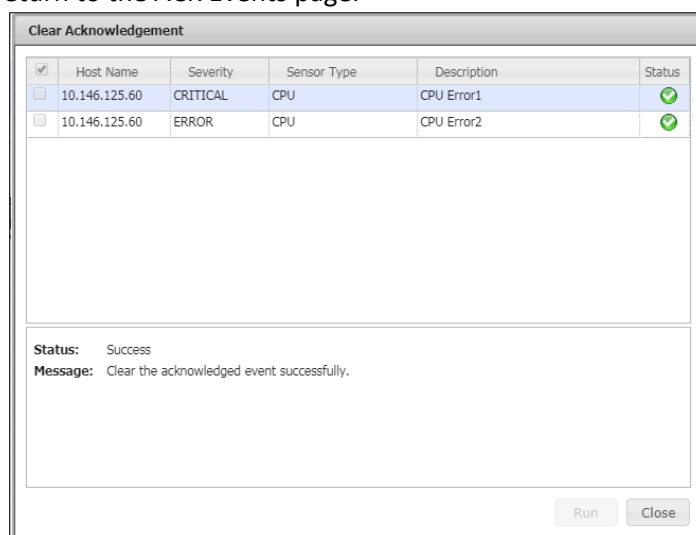 Clear Acknowledgement
Host Name Severity Sensor Type Description Status
10.146.125.60 CRITICAL CPU CPU Error1
10.146.125.60 ERROR CPU CPU Error2
Status: Success
Message: Clear the acknowledged event successfully.
Run Close